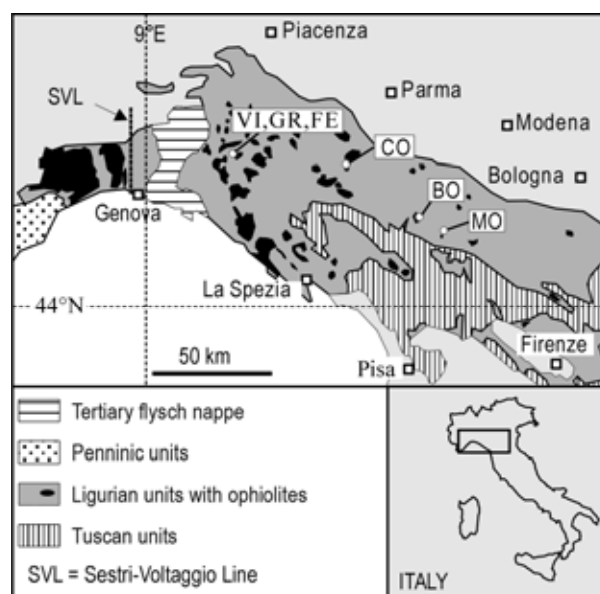 9°E
Piacenza
SVL
Parma
VI,GR,FE
Modena
CO
Bologna
BO
Genova
MO
La Spezia
44°N
Firenze
50 km
Pisa
Tertiary flysch nappe
Penninic units
Ligurian units with ophiolites
Tuscan units
SVL = Sestri-Voltaggio Line
ITALY